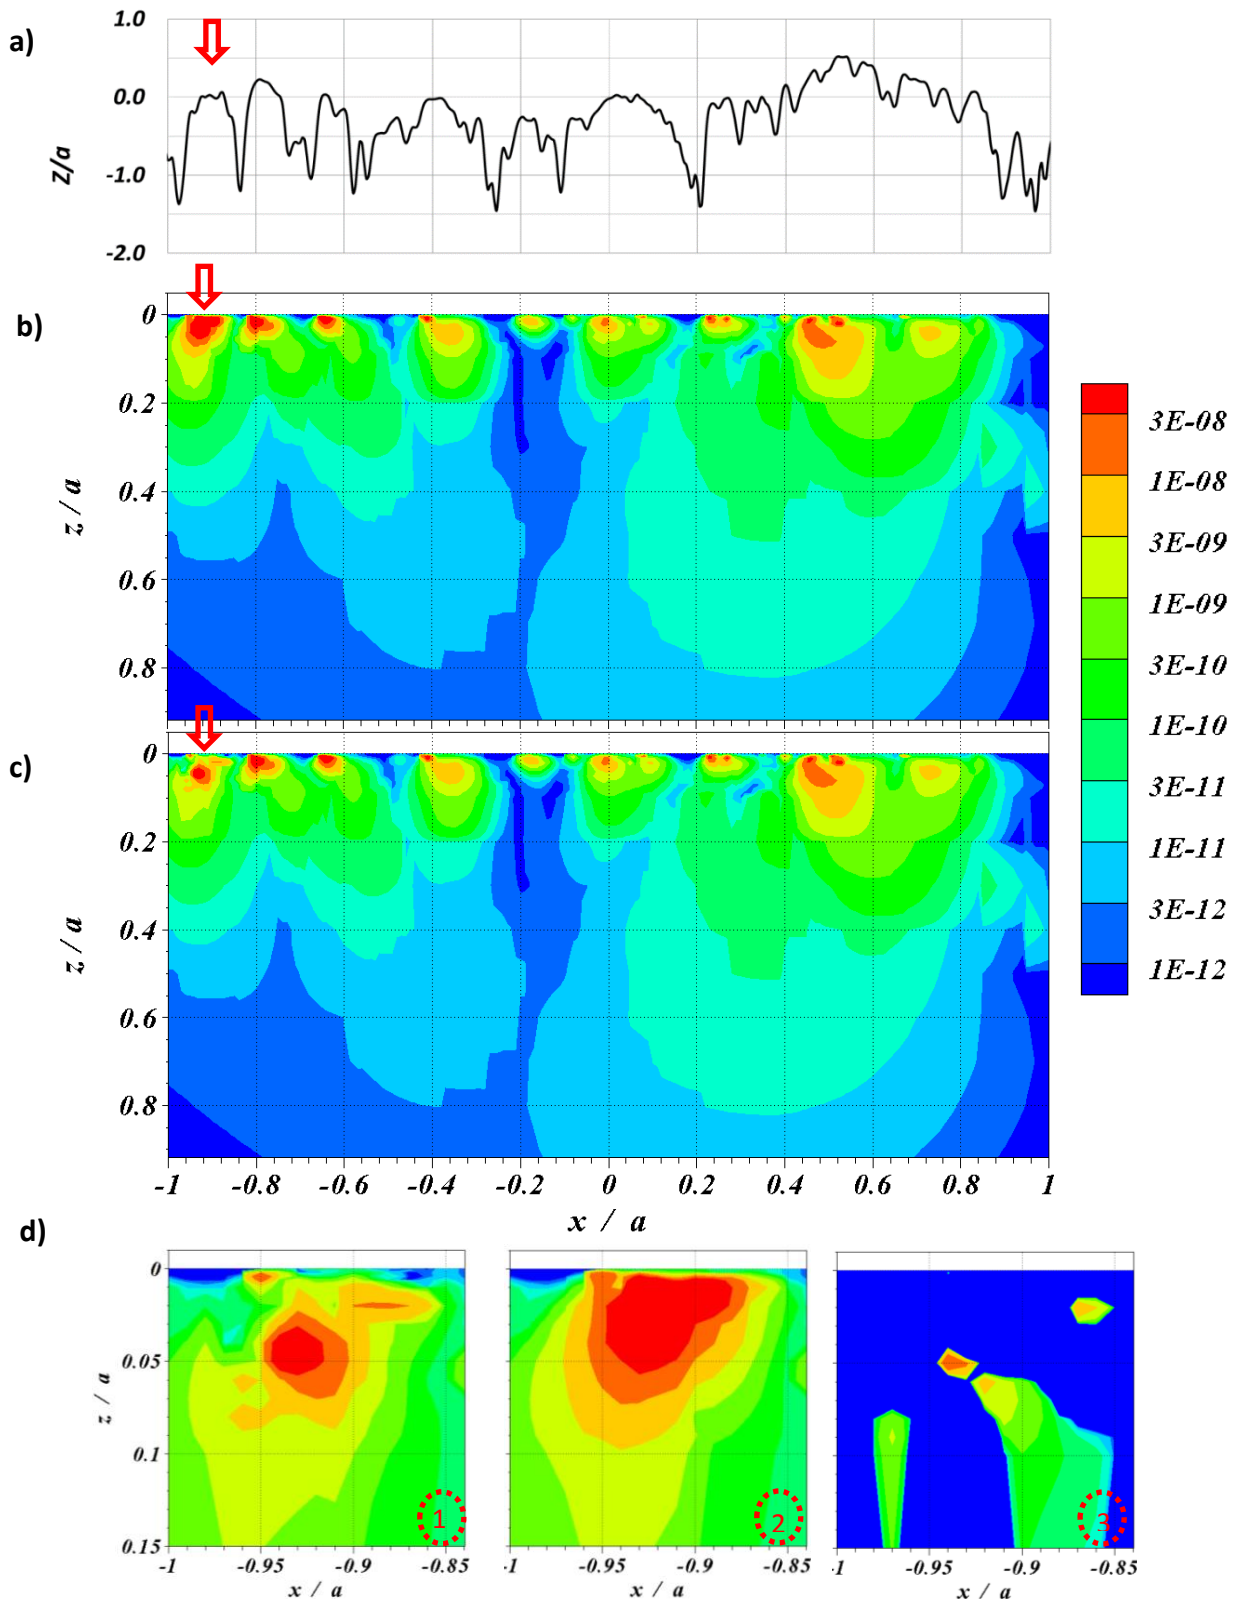 a)
1.0
0.0
-1.0
-2.0
Z/a
b)
0
0.2
0.4
0.6
0.8
z / a
3E-08
1E-08
3E-09
1E-09
3E-10
1E-10
3E-11
1E-11
3E-12
1E-12
c)
0
0.2
0.4
0.6
0.8
z / a
-1 -0.8 -0.6 -0.4 -0.2 0 0.2 0.4 0.6 0.8 1
x / a
d)
0
0.05
0.1
0.15
z / a
1
2
3
-1 -0.95 -0.9 -0.85
-1 -0.95 -0.9 -0.85
-1 -0.95 -0.9 -0.85
x / a
x / a
x / a